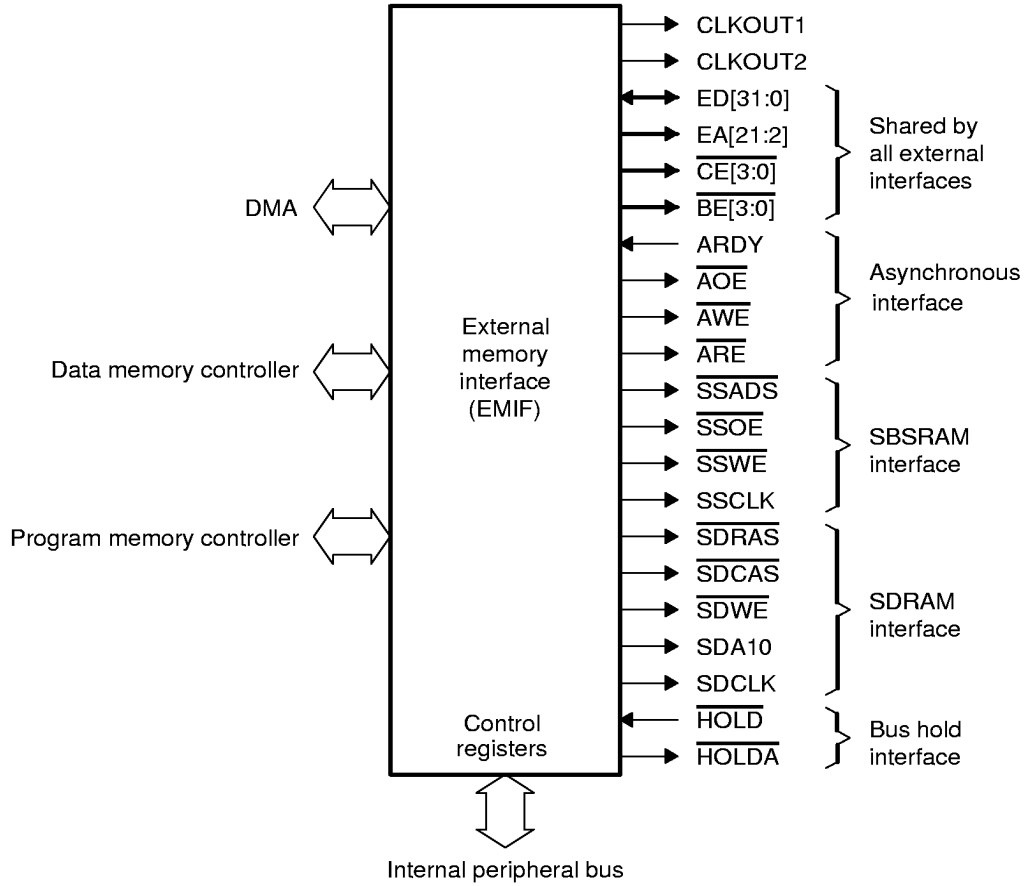 CLKOUT1
CLKOUT2
ED[31:0]
EA[21:2]
CE[3:0]
BE[3:0]
Shared by
all external
interfaces
DMA
ARDY
AOE
AWE
ARE
Asynchronous
interface
External
memory
interface
(EMIF)
Data memory controller
SSADS
SSOE
SSWE
SSCLK
SBSRAM
interface
Program memory controller
SDRAS
SDCAS
SDWE
SDA10
SDCLK
SDRAM
interface
Control
registers
HOLD
HOLDA
Bus hold
interface
Internal peripheral bus